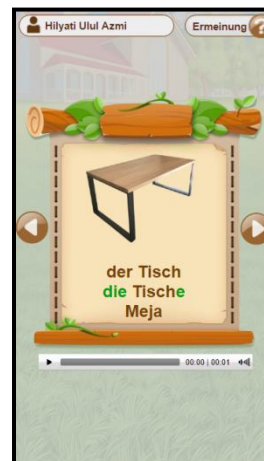 Hilyati Ulul Azmi
Ermeinung ?
der Tisch
die Tische
Meja
00:00 | 00:01